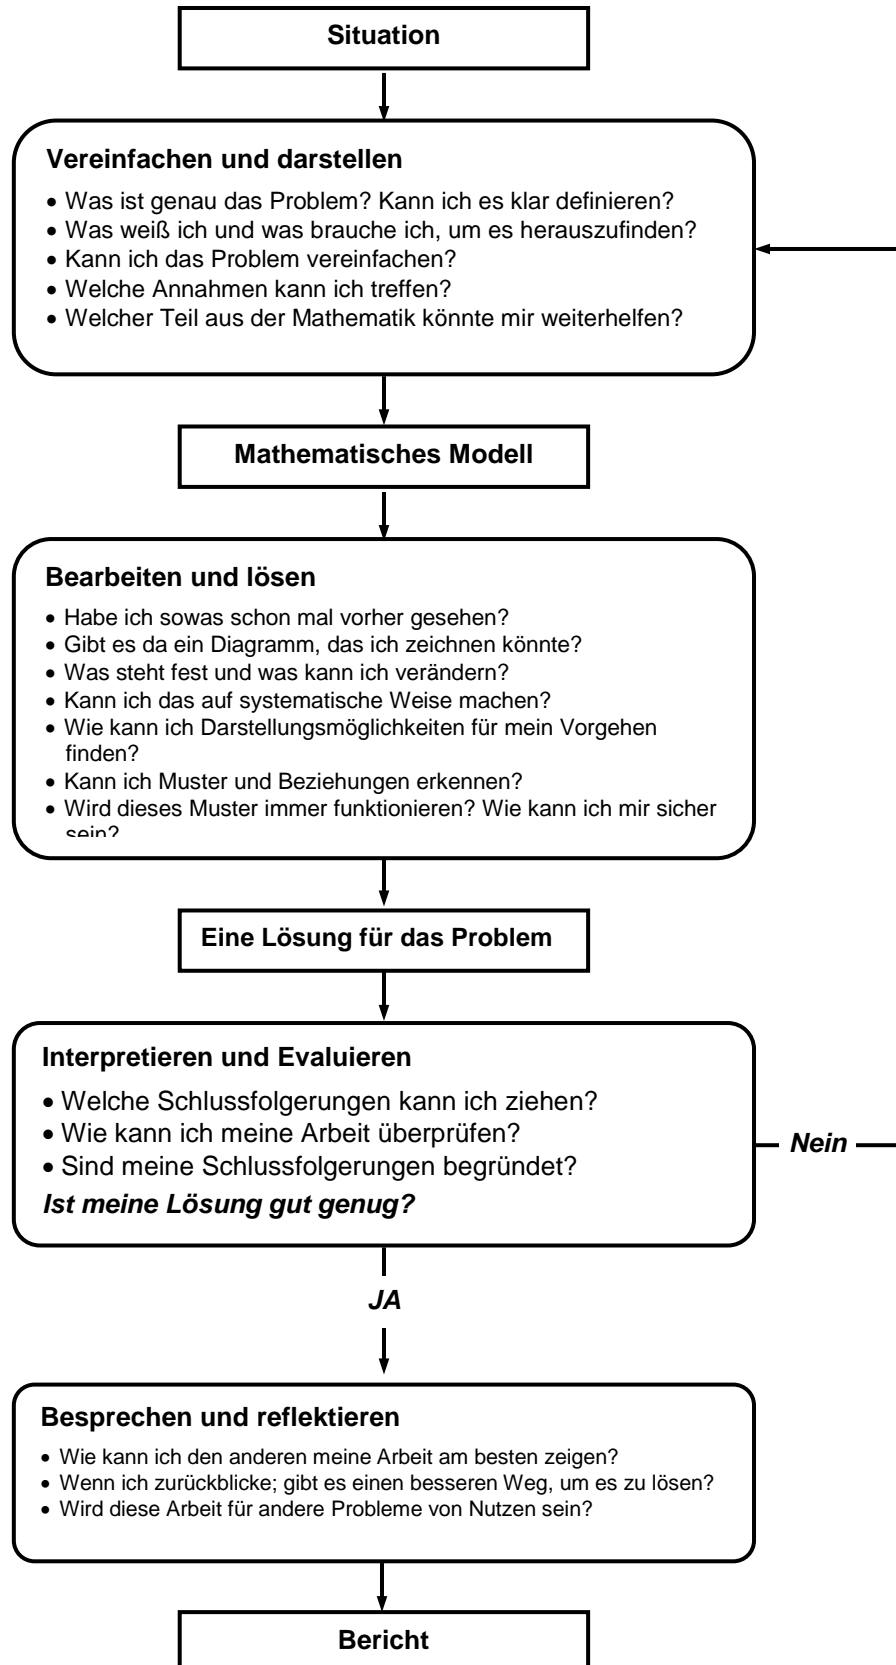 Situation
Vereinfachen und darstellen
• Was ist genau das Problem? Kann ich es klar definieren?
• Was weiß ich und was brauche ich, um es herauszufinden?
• Kann ich das Problem vereinfachen?
• Welche Annahmen kann ich treffen?
• Welcher Teil aus der Mathematik könnte mir weiterhelfen?
Mathematisches Modell
Bearbeiten und lösen
• Habe ich sowas schon mal vorher gesehen?
• Gibt es da ein Diagramm, das ich zeichnen könnte?
• Was steht fest und was kann ich verändern?
• Kann ich das auf systematische Weise machen?
• Wie kann ich Darstellungsmöglichkeiten für mein Vorgehen
finden?
• Kann ich Muster und Beziehungen erkennen?
• Wird dieses Muster immer funktionieren? Wie kann ich mir sicher
sein?
Eine Lösung für das Problem
Interpretieren und Evaluieren
• Welche Schlussfolgerungen kann ich ziehen?
• Wie kann ich meine Arbeit überprüfen?
• Sind meine Schlussfolgerungen begründet?
Ist meine Lösung gut genug?
Nein
JA
Besprechen und reflektieren
• Wie kann ich den anderen meine Arbeit am besten zeigen?
• Wenn ich zurückblicke; gibt es einen besseren Weg, um es zu lösen?
• Wird diese Arbeit für andere Probleme von Nutzen sein?
Bericht